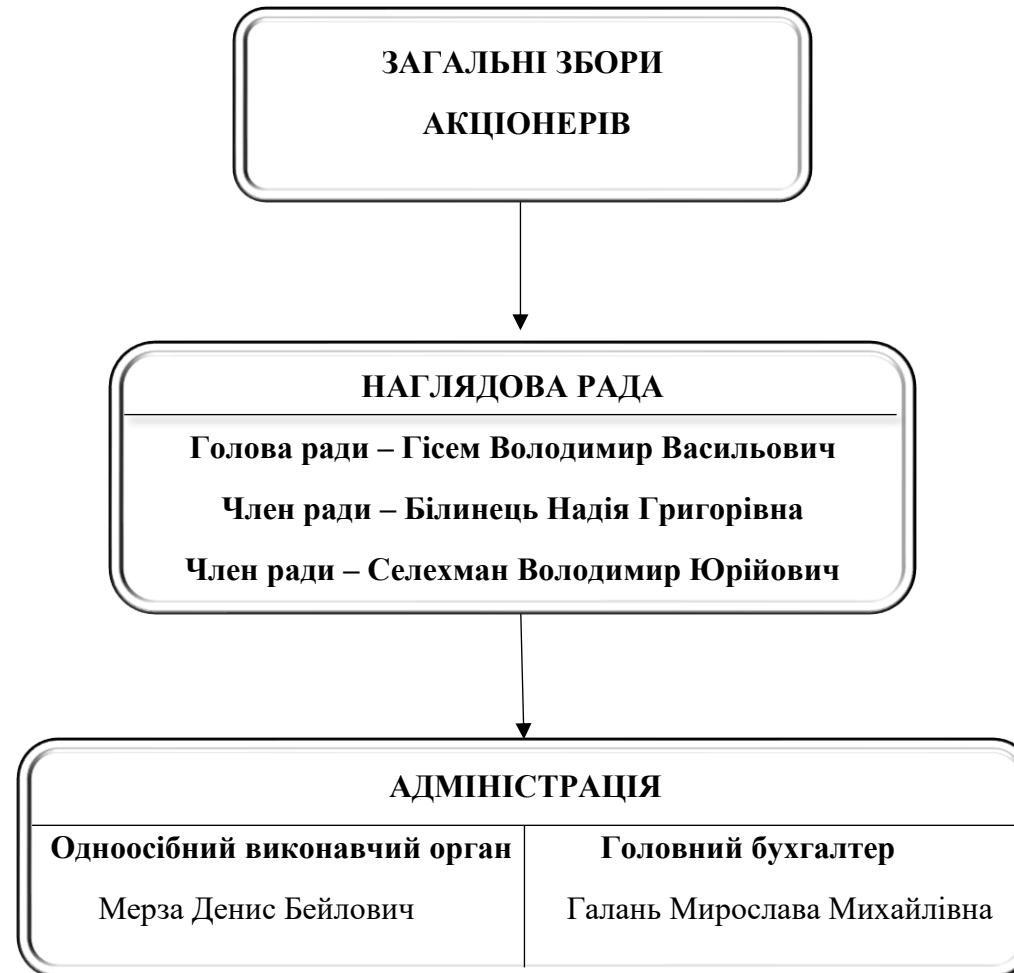 ЗАГАЛЬНІ ЗБОРИ
АКЦІОНЕРІВ
НАГЛЯДОВА РАДА
Голова ради – Гісем Володимир Васильович
Член ради – Білинець Надія Григорівна
Член ради – Селехман Володимир Юрійович
АДМІНІСТРАЦІЯ
Одноосібний виконавчий орган
Мерза Денис Бейлович
Головний бухгалтер
Галань Мирослава Михайлівна